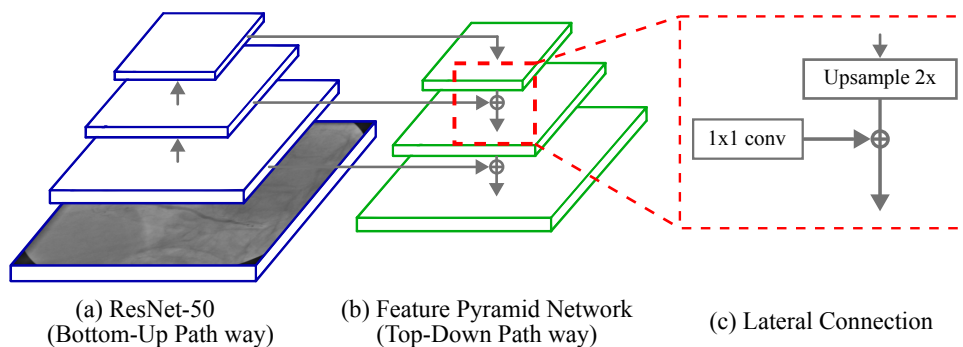 Upsample 2x
1x1 conv
(a) ResNet-50
(Bottom-Up Path way)
(b) Feature Pyramid Network
(Top-Down Path way)
(c) Lateral Connection